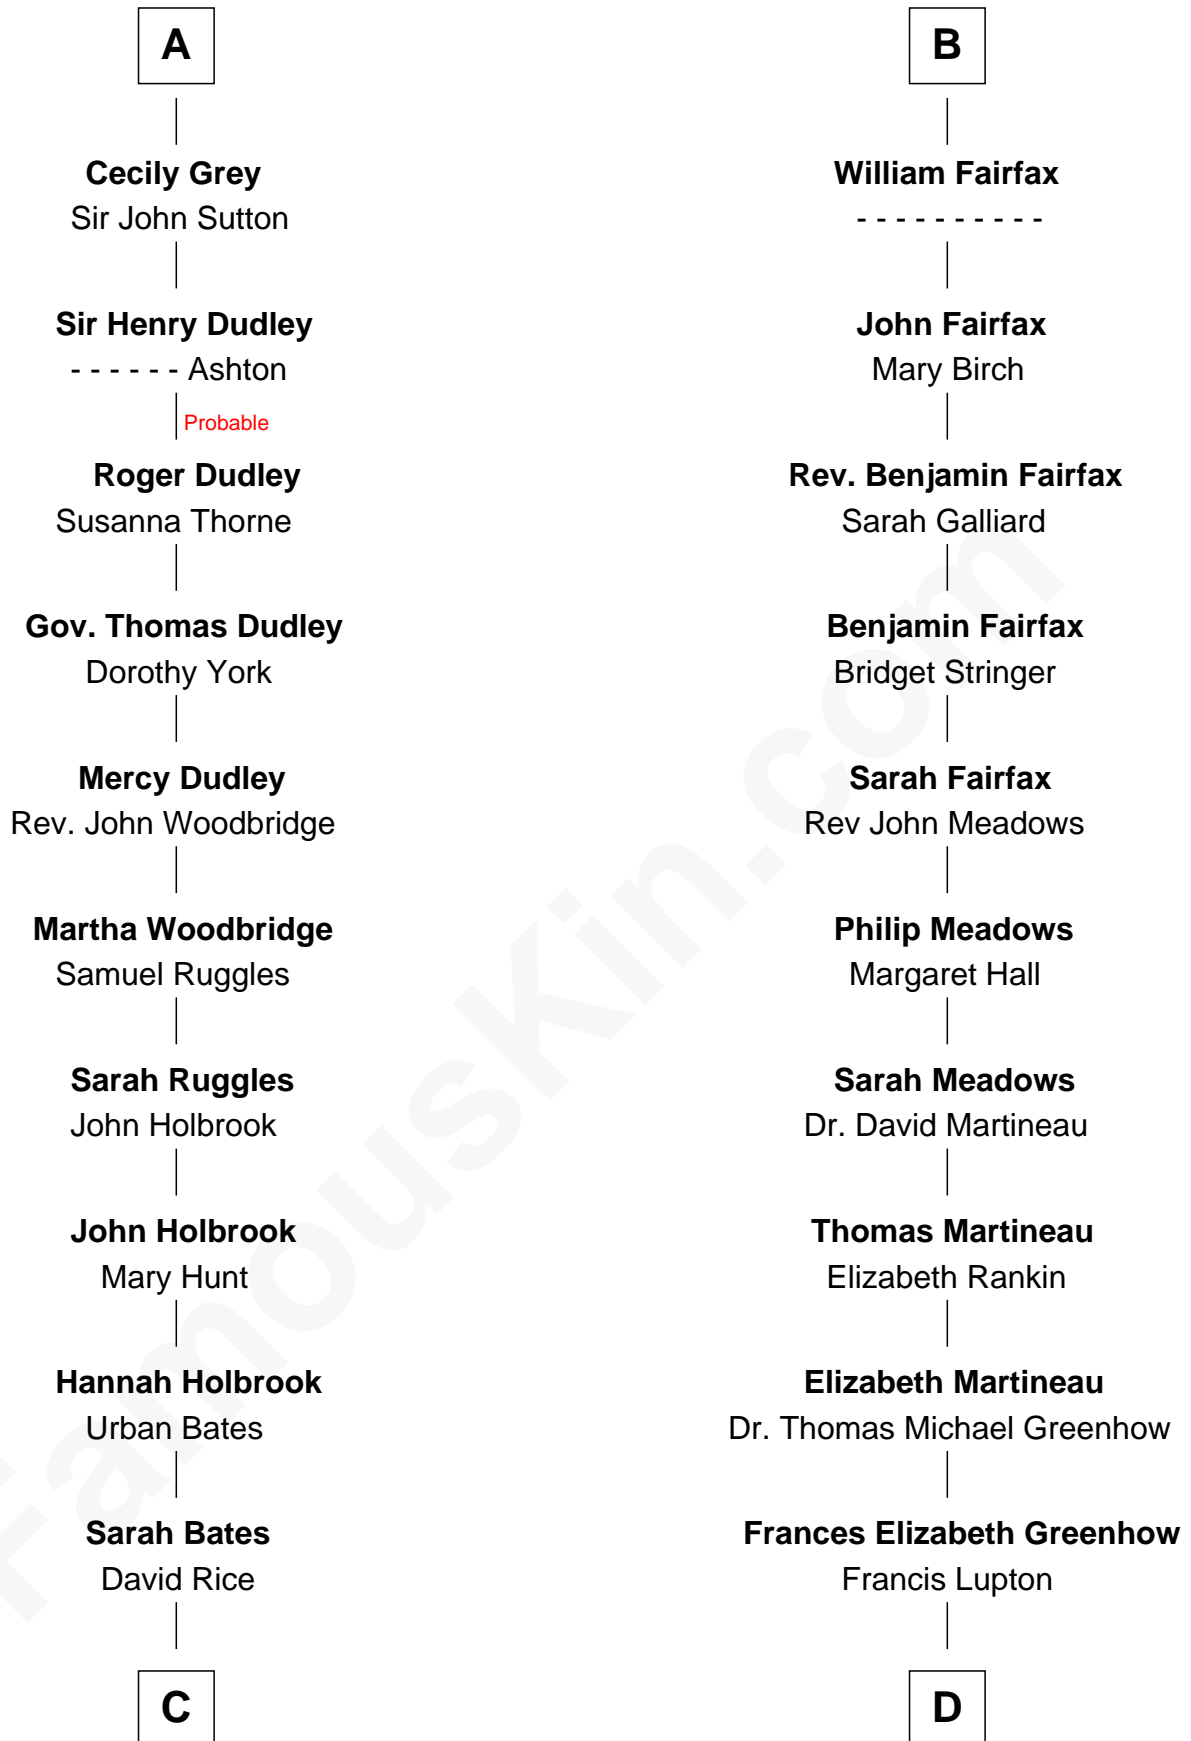 A
Cecily Grey
Sir John Sutton
Sir Henry Dudley
- - - - - - Ashton
Probable
Roger Dudley
Susanna Thorne
Gov. Thomas Dudley
Dorothy York
Mercy Dudley
Rev. John Woodbridge
Martha Woodbridge
Samuel Ruggles
Sarah Ruggles
John Holbrook
John Holbrook
Mary Hunt
Hannah Holbrook
Urban Bates
Sarah Bates
David Rice
C
B
William Fairfax
- - - - - - - - - -
John Fairfax
Mary Birch
Rev. Benjamin Fairfax
Sarah Galliard
Benjamin Fairfax
Bridget Stringer
Sarah Fairfax
Rev John Meadows
Philip Meadows
Margaret Hall
Sarah Meadows
Dr. David Martineau
Thomas Martineau
Elizabeth Rankin
Elizabeth Martineau
Dr. Thomas Michael Greenhow
Frances Elizabeth Greenhow
Francis Lupton
D
FamousKin.com